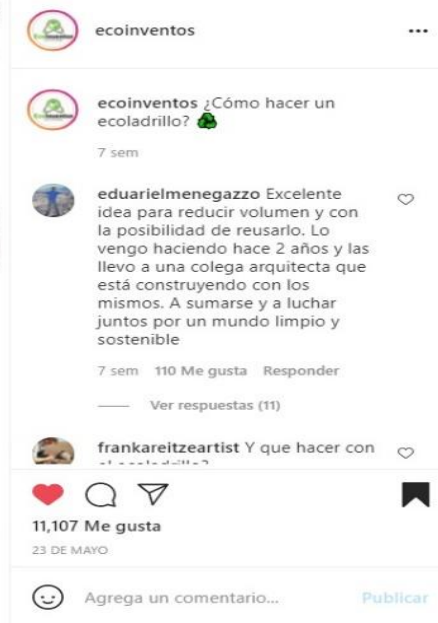 ecoinventos
ecoinventos ¿Cómo hacer un
ecoladrillo?
7 sem
eduarielmenegazzo Excelente
idea para reducir volumen y con
la posibilidad de reusarlo. Lo
vengo haciendo hace 2 años y las
llevo a una colega arquitecta que
está construyendo con los
mismos. A sumarse y a luchar
juntos por un mundo limpio y
sostenible
7 sem 110 Me gusta Responder
Ver respuestas (11)
frankareitzeartist Y que hacer con
el ecoladrillo?
11,107 Me gusta
23 DE MAYO
Agrega un comentario... Publicar